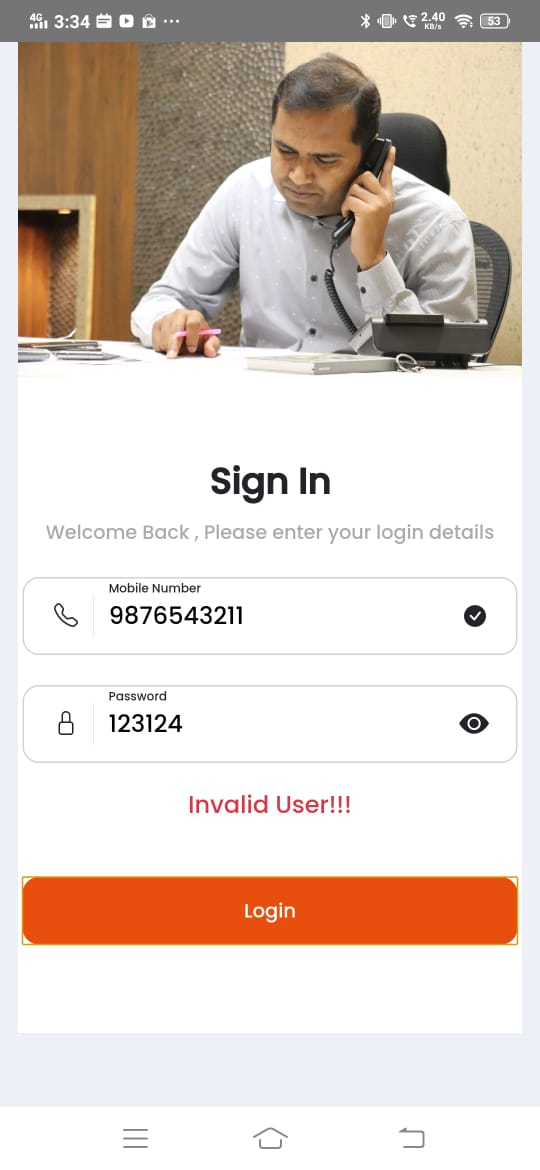 4G 3:34 2.40 KB/s 53
Sign In
Welcome Back , Please enter your login details
Mobile Number
9876543211
Password
123124
Invalid User!!!
Login